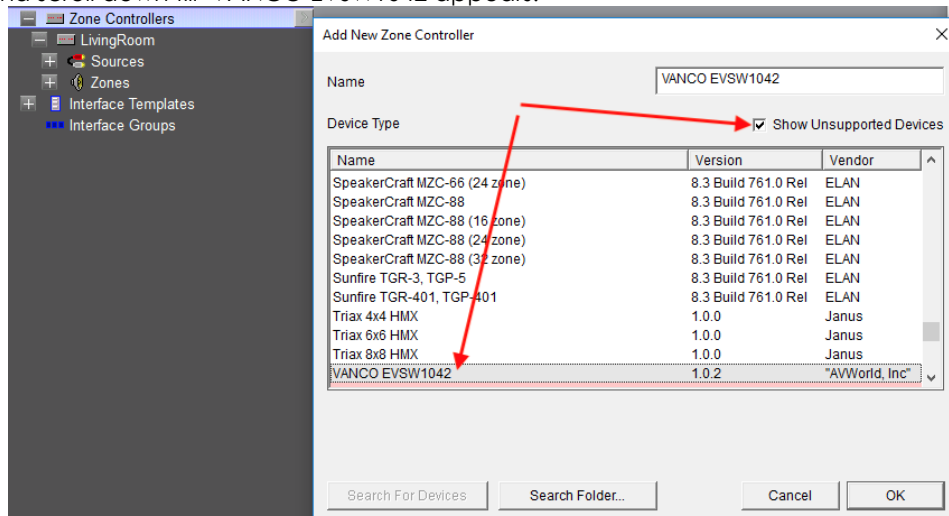 and scroll down till "VANCO EVSW1042 appears.
Zone Controllers
LivingRoom
Sources
Zones
Interface Templates
Interface Groups
Add New Zone Controller
Name
VANCO EVSW1042
Device Type
Show Unsupported Devices
Name Version Vendor
SpeakerCraft MZC-66 (24 zone) 8.3 Build 761.0 Rel ELAN
SpeakerCraft MZC-88 8.3 Build 761.0 Rel ELAN
SpeakerCraft MZC-88 (16 zone) 8.3 Build 761.0 Rel ELAN
SpeakerCraft MZC-88 (24 zone) 8.3 Build 761.0 Rel ELAN
SpeakerCraft MZC-88 (32 zone) 8.3 Build 761.0 Rel ELAN
Sunfire TGR-3, TGP-5 8.3 Build 761.0 Rel ELAN
Sunfire TGR-401, TGP-401 8.3 Build 761.0 Rel ELAN
Triax 4x4 HMX 1.0.0 Janus
Triax 6x6 HMX 1.0.0 Janus
Triax 8x8 HMX 1.0.0 Janus
VANCO EVSW1042 1.0.2 "AVWorld, Inc"
Search For Devices Search Folder... Cancel OK